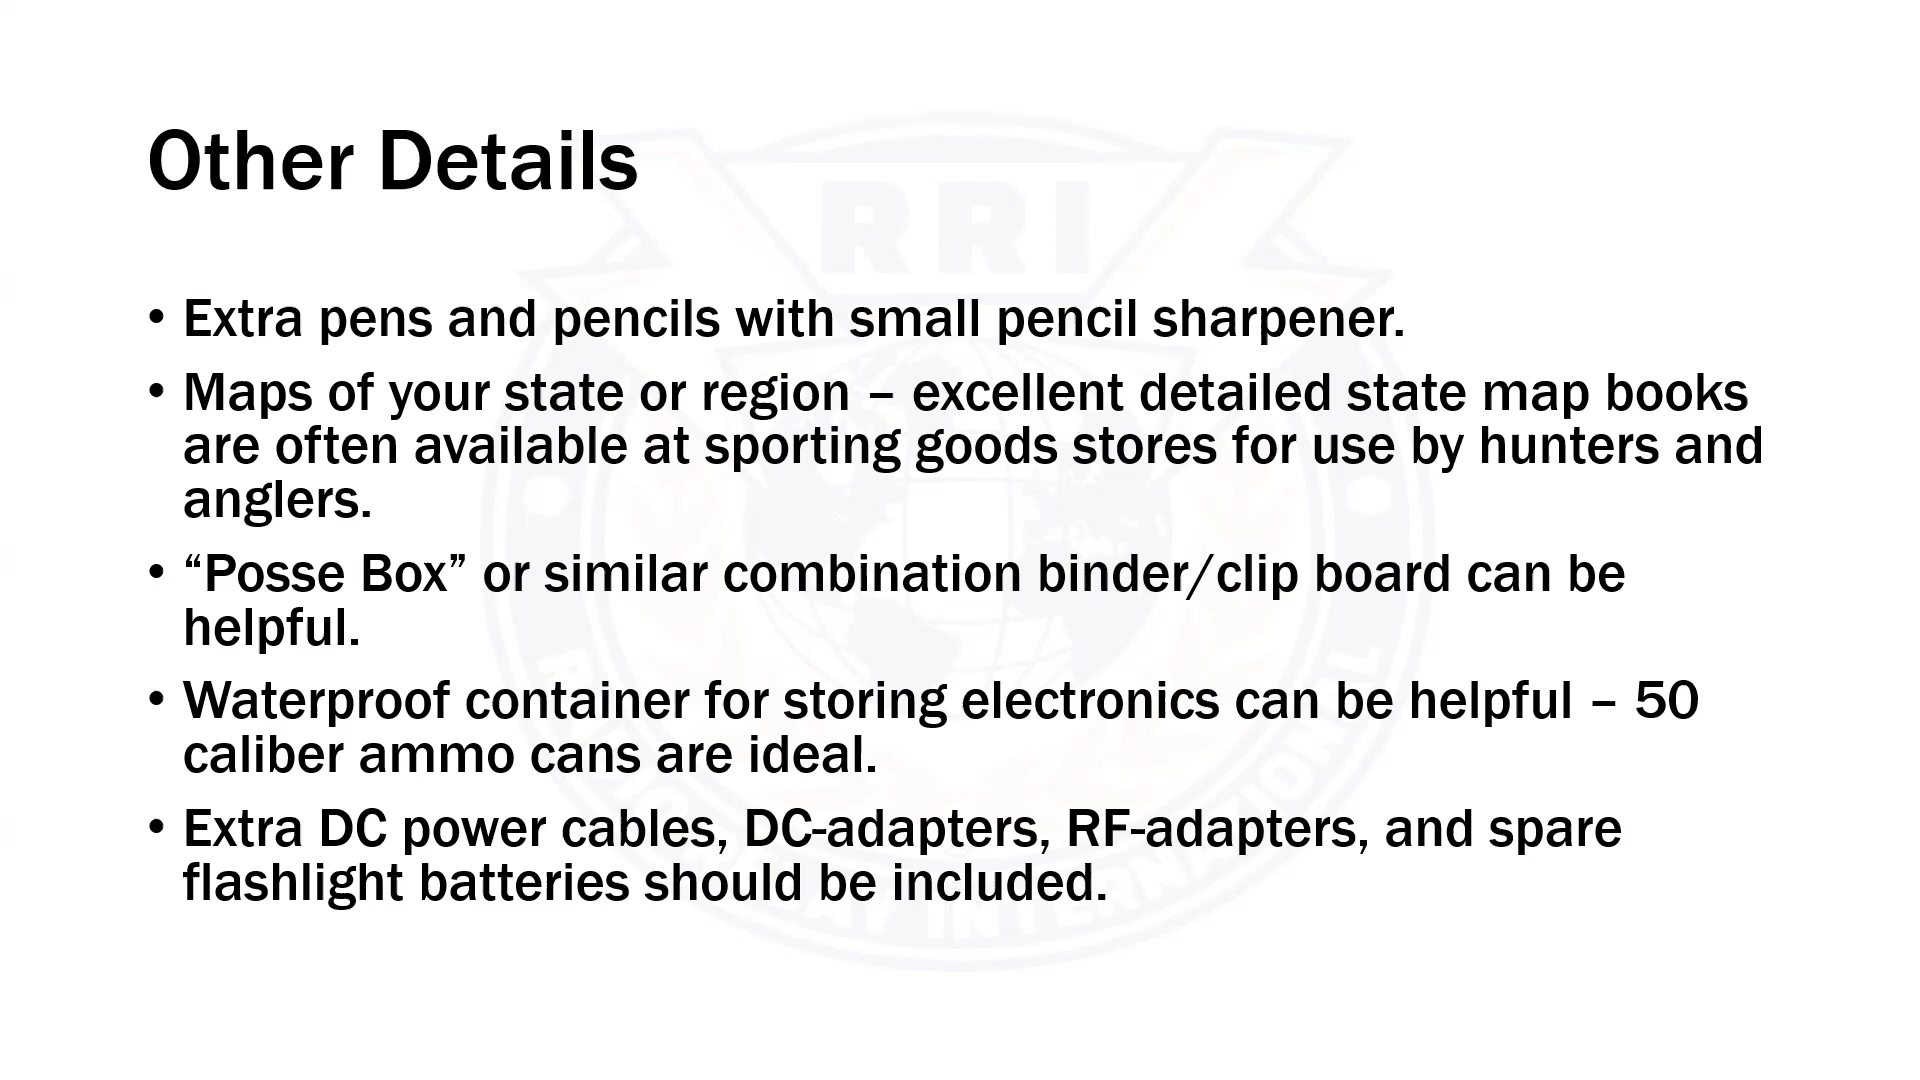 Other Details
RRI
• Extra pens and pencils with small pencil sharpener.
• Maps of your state or region – excellent detailed state map books
are often available at sporting goods stores for use by hunters and
anglers.
• “Posse Box” or similar combination binder/clip board can be
helpful.
• Waterproof container for storing electronics can be helpful – 50
caliber ammo cans are ideal.
• Extra DC power cables, DC-adapters, RF-adapters, and spare
flashlight batteries should be included.